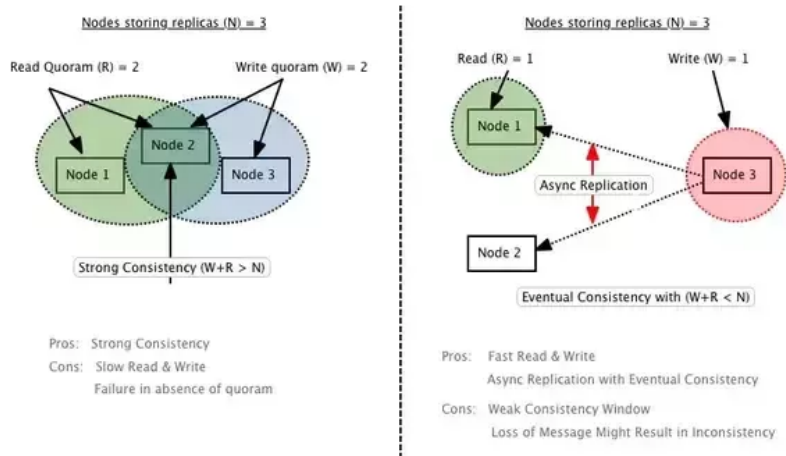 Nodes storing replicas (N) = 3
Read Quoram (R) = 2
Write quoram (W) = 2
Node 2
Node 1
Node 3
Strong Consistency (W+R > N)
Pros: Strong Consistency
Cons: Slow Read & Write
Failure in absence of quoram
Nodes storing replicas (N) = 3
Read (R) = 1
Write (W) = 1
Node 1
Node 3
Async Replication
Node 2
Eventual Consistency with (W+R < N)
Pros: Fast Read & Write
Async Replication with Eventual Consistency
Cons: Weak Consistency Window
Loss of Message Might Result in Inconsistency